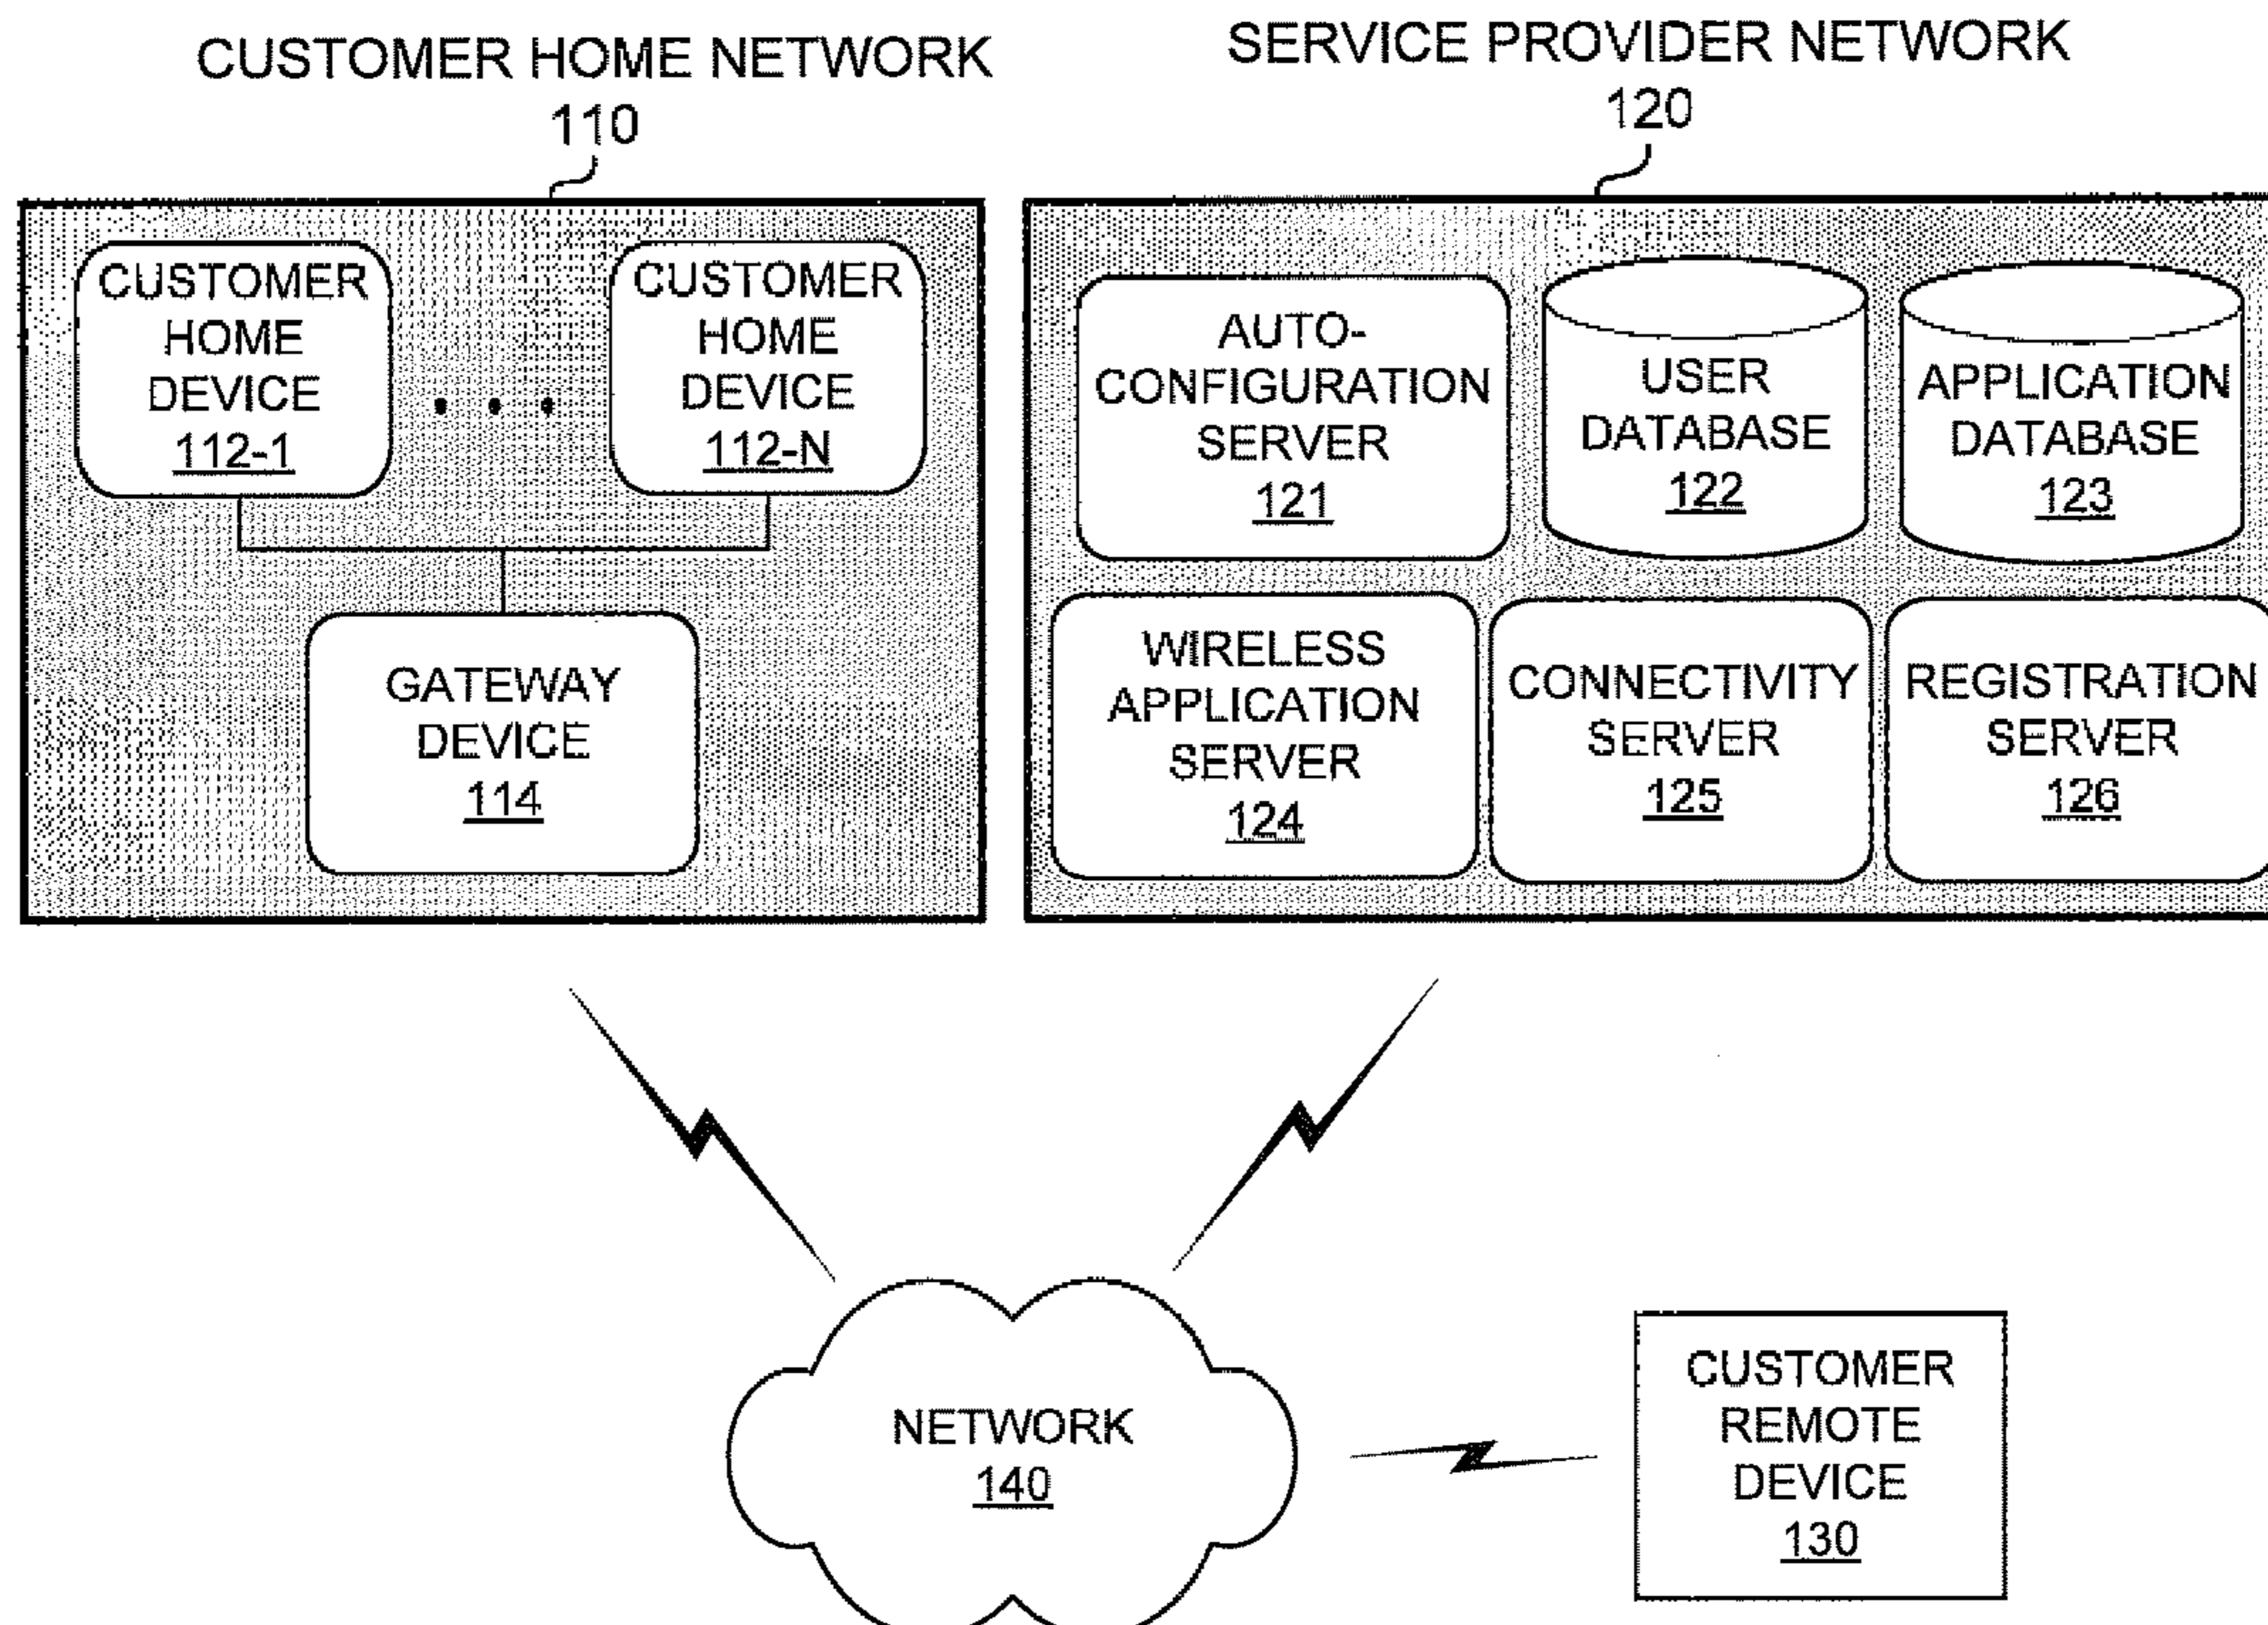 CUSTOMER HOME NETWORK
110
SERVICE PROVIDER NETWORK
120
CUSTOMER
HOME
DEVICE
112-1
CUSTOMER
HOME
DEVICE
112-N
GATEWAY
DEVICE
114
AUTO-
CONFIGURATION
SERVER
121
USER
DATABASE
122
APPLICATION
DATABASE
123
WIRELESS
APPLICATION
SERVER
124
CONNECTIVITY
SERVER
125
REGISTRATION
SERVER
126
NETWORK
140
CUSTOMER
REMOTE
DEVICE
130